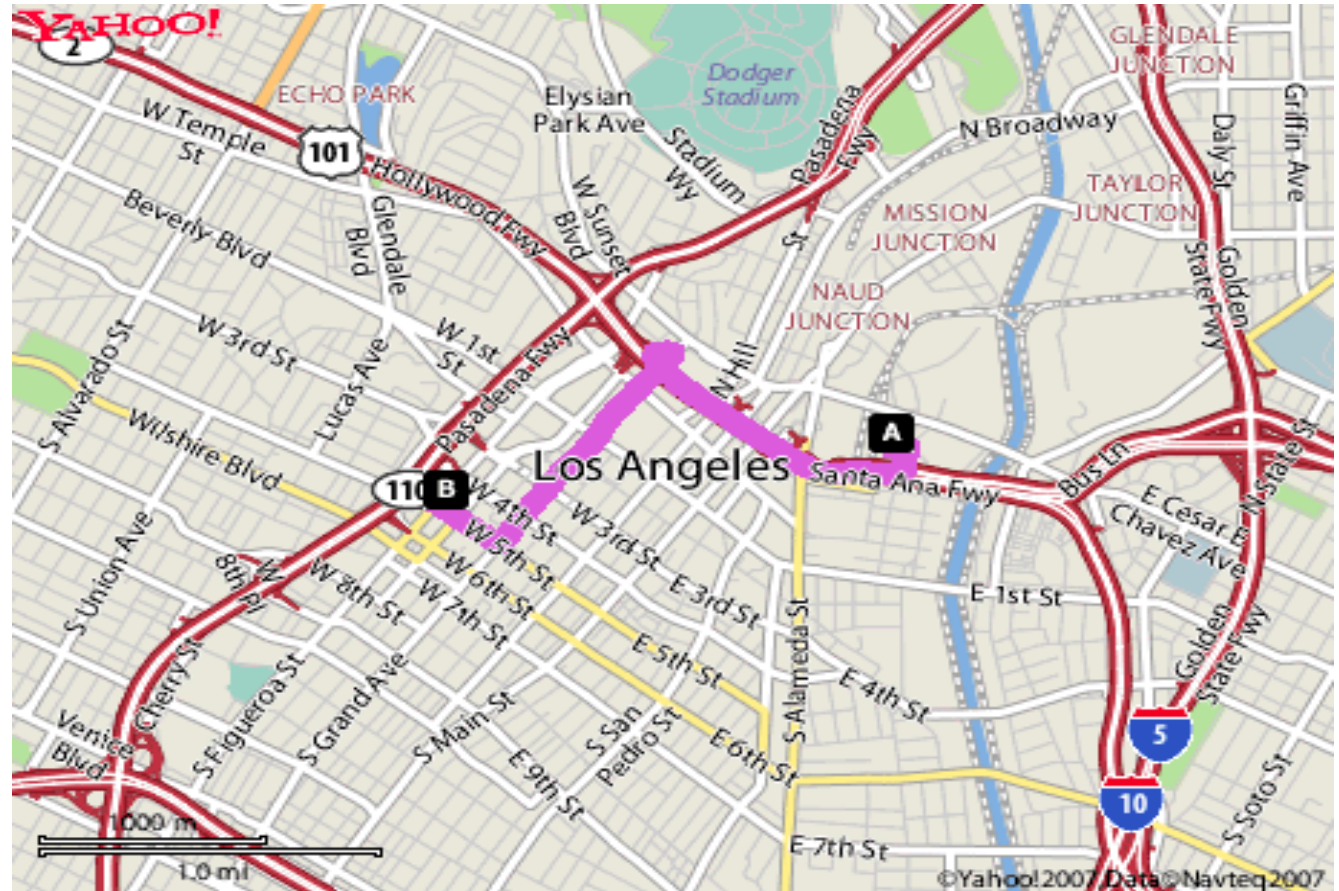 YAHOO!
2
ECHO PARK
Elysian
Park Ave
Dodger
Stadium
GLENDALE
JUNCTION
W Temple
St
101
Hollywood Fwy
Stadium
Wy
Pasadena
Fwy
N Broadway
Daly St
Griffin Ave
Beverly Blvd
Glendale
Blvd
W Sunset
Blvd
St
MISSION
JUNCTION
TAYLOR
JUNCTION
Golden
State Fwy
NAUD
JUNCTION
W 3rd St
W 1st
St
Pasadena Fwy
N Hill
S Alvarado St
Lucas Ave
Wilshire Blvd
A
Los Angeles
Santa Ana Fwy
Bus Ln
N State St
110
B
W 4th St
W 3rd St
E Cesar E
Chavez Ave
W 5th St
W 6th St
S Union Ave
8th Pl
W
W 8th St
W 7th St
E 3rd St
E 1st St
E 5th St
S Alameda St
E 4th St
Golden
State Fwy
Cherry St
S Figueroa St
S Grand Ave
S Main St
S San
Pedro St
E 6th St
Venice
Blvd
E 9th St
5
10
S Soto St
1000 m
1.0 mi
E 7th St
©Yahoo! 2007 Data©Navteq 2007